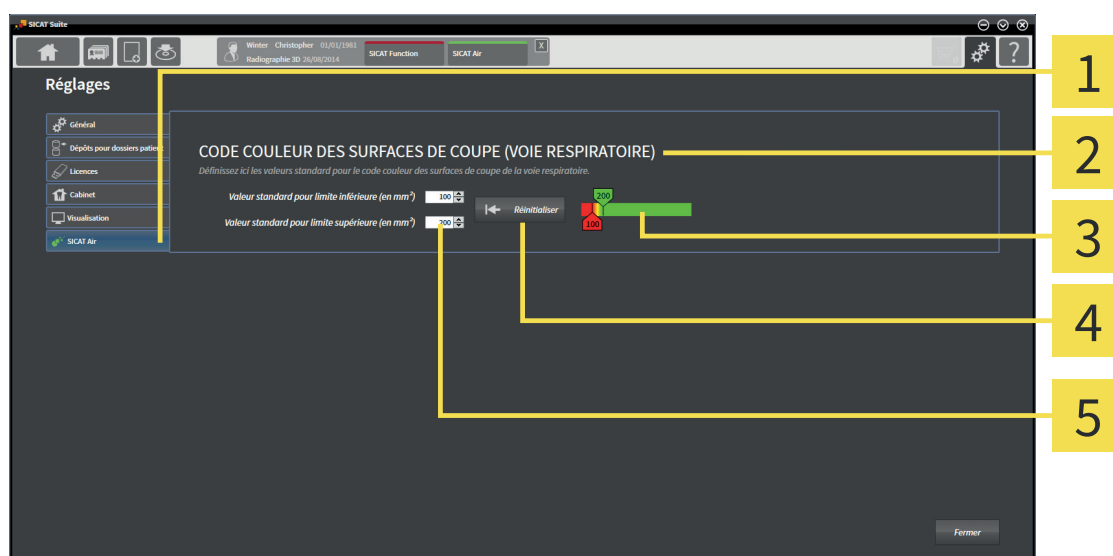 SICAT Suite
Winter Christopher 01/01/1981
Radiographie 3D 26/08/2014
SICAT Function
SICAT Air
X
?
Réglages
Général
Dépôts pour dossiers patient
Licences
Cabinet
Visualisation
SICAT Air
CODE COULEUR DES SURFACES DE COUPE (VOIE RESPIRATOIRE)
Définissez ici les valeurs standard pour le code couleur des surfaces de coupe de la voie respiratoire.
Valeur standard pour limite inférieure (en mm²) 100
Valeur standard pour limite supérieure (en mm²) 200
Réinitialiser
200
100
Fermer
1
2
3
4
5